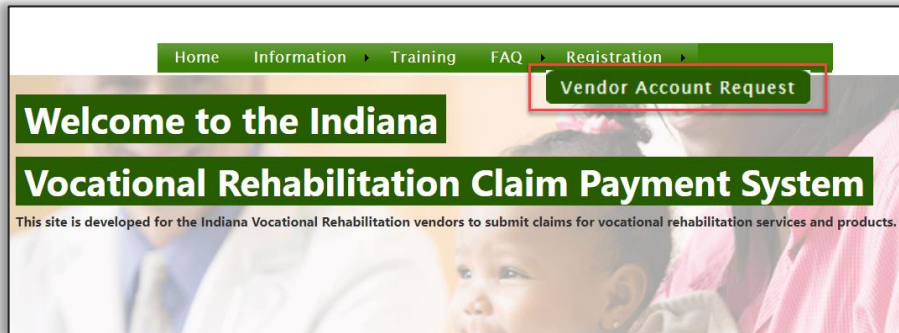 Home Information Training FAQ Registration
Vendor Account Request
Welcome to the Indiana
Vocational Rehabilitation Claim Payment System
This site is developed for the Indiana Vocational Rehabilitation vendors to submit claims for vocational rehabilitation services and products.